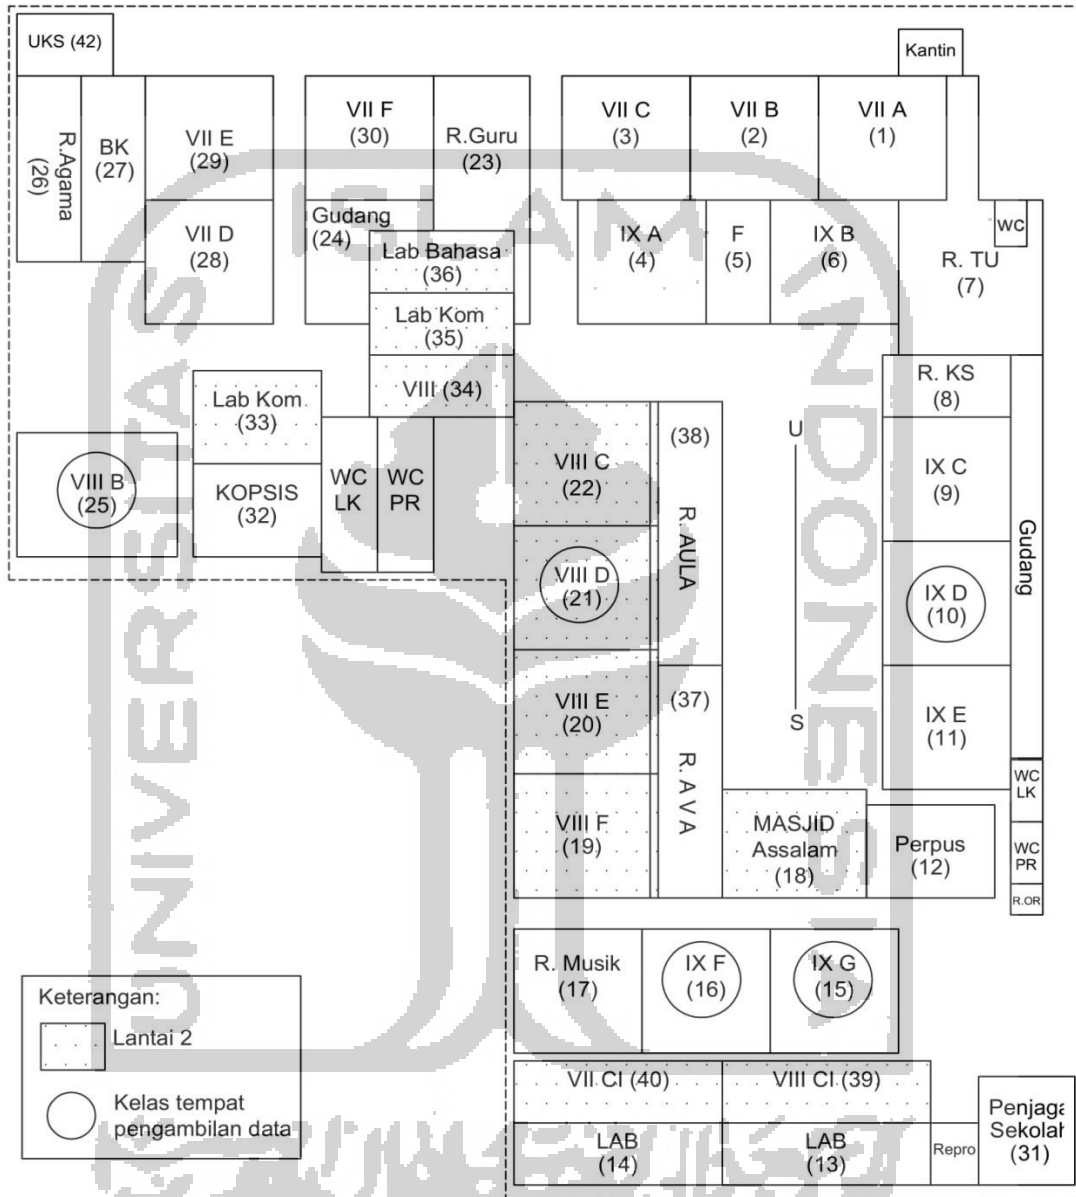 UKS (42)
Kantin
R.Agama
(26)
BK
(27)
VII E
(29)
VII F
(30)
R.Guru
(23)
VII C
(3)
VII B
(2)
VII A
(1)
VII D
(28)
Gudang
(24)
Lab Bahasa
(36)
Lab Kom
(35)
VIII (34)
IX A
(4)
F
(5)
IX B
(6)
WC
R. TU
(7)
R. KS
(8)
Lab Kom
(33)
VIII B
(25)
KOPSIS
(32)
WC
LK
WC
PR
VIII C
(22)
(38)
R. AULA
U
S
IX C
(9)
Gudang
VIII D
(21)
IX D
(10)
VIII E
(20)
(37)
R. AVA
IX E
(11)
VIII F
(19)
MASJID
Assalam
(18)
Perpus
(12)
WC
LK
WC
PR
R.OR
R. Musik
(17)
IX F
(16)
IX G
(15)
Keterangan:
Lantai 2
Kelas tempat
pengambilan data
VII CI (40)
VIII CI (39)
LAB
(14)
LAB
(13)
Repro
Penjaga
Sekolah
(31)
UNIVERSITAS
ISLAM
INDONESIA